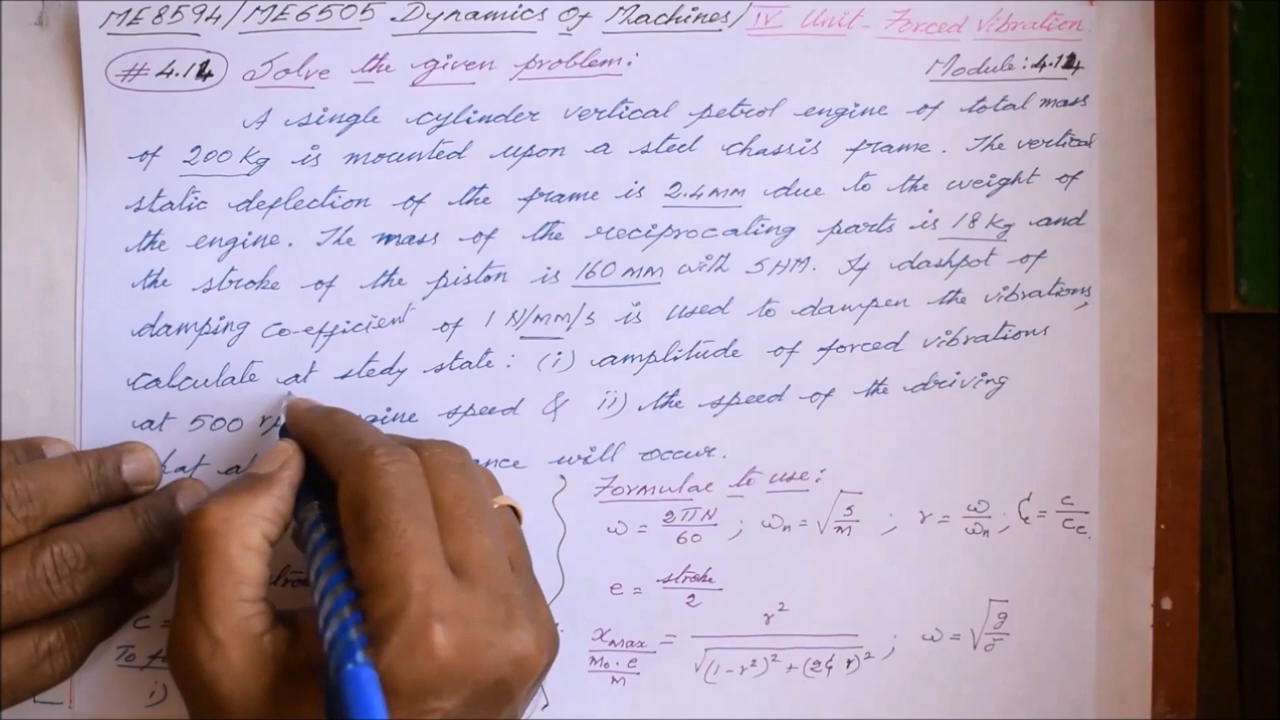 ME8594/ME6505 Dynamics Of Machines/IV Unit-Forced Vibration
#4.14 Solve the given problem: Module: 4.14
A single cylinder vertical petrol engine of total mass
of 200 Kg is mounted upon a steel chassis frame. The vertical
static deflection of the frame is 2.4mm due to the weight of
the engine. The mass of the reciprocating parts is 18 Kg and
the stroke of the piston is 160 mm with SHM. If dashpot of
damping co-efficient of 1 N/mm/s is used to dampen the vibrations,
calculate at stedy state: (i) amplitude of forced vibrations
at 500 speed & ii) the speed of the driving
will occur.
Formulae to use:
ω = 2πN/60 ; ωn = √s/m ; r = ω/ωn ; ζ = c/cc.
e = stroke/2
xmax/(m0·e/m) = r²/√(1-r²)²+(2ζr)² ; ω = √g/δ
c =
i)